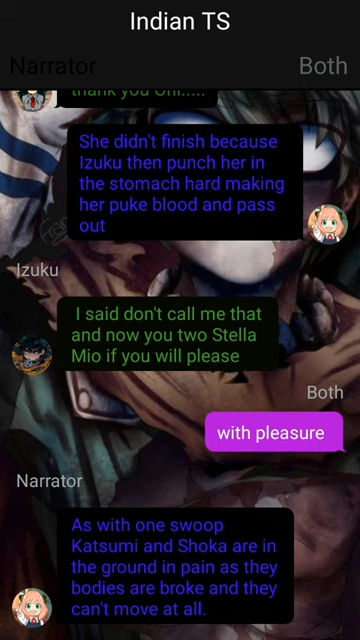 Indian TS
Narrator
Both
thank you Oni.....
She didn't finish because
Izuku then punch her in
the stomach hard making
her puke blood and pass
out
Izuku
I said don't call me that
and now you two Stella
Mio if you will please
Both
with pleasure
Narrator
As with one swoop
Katsumi and Shoka are in
the ground in pain as they
bodies are broke and they
can't move at all.